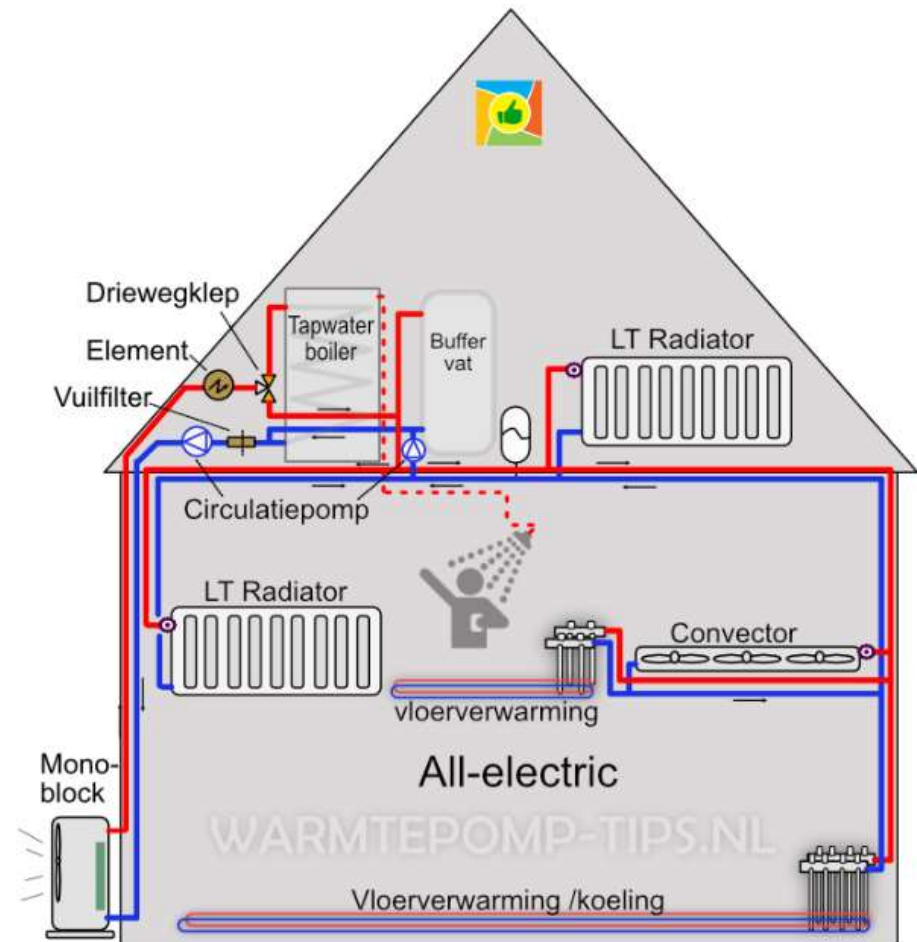 Driewegklep
Element
Vuilfilter
Tapwater
boiler
Buffer
vat
LT Radiator
Circulatiepomp
LT Radiator
Convector
vloerverwarming
Mono-
block
All-electric
WARMTEPOMP-TIPS.NL
Vloerverwarming /koeling